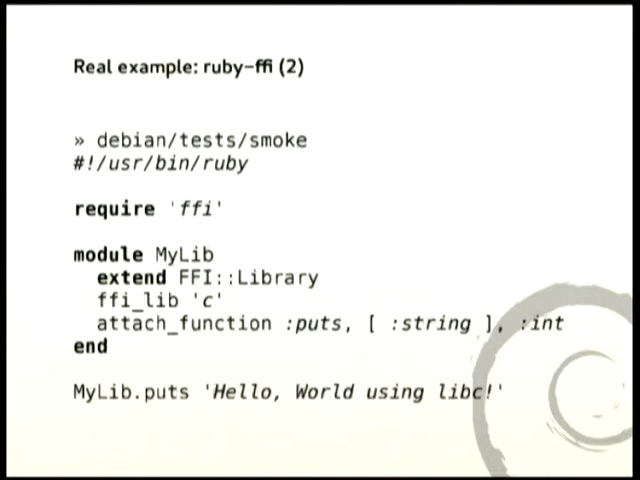 Real example: ruby-ffi (2)
» debian/tests/smoke
#!/usr/bin/ruby
require 'ffi'
module MyLib
extend FFI::Library
ffi_lib 'c'
attach_function :puts, [ :string ], :int
end
MyLib.puts 'Hello, World using libc!'